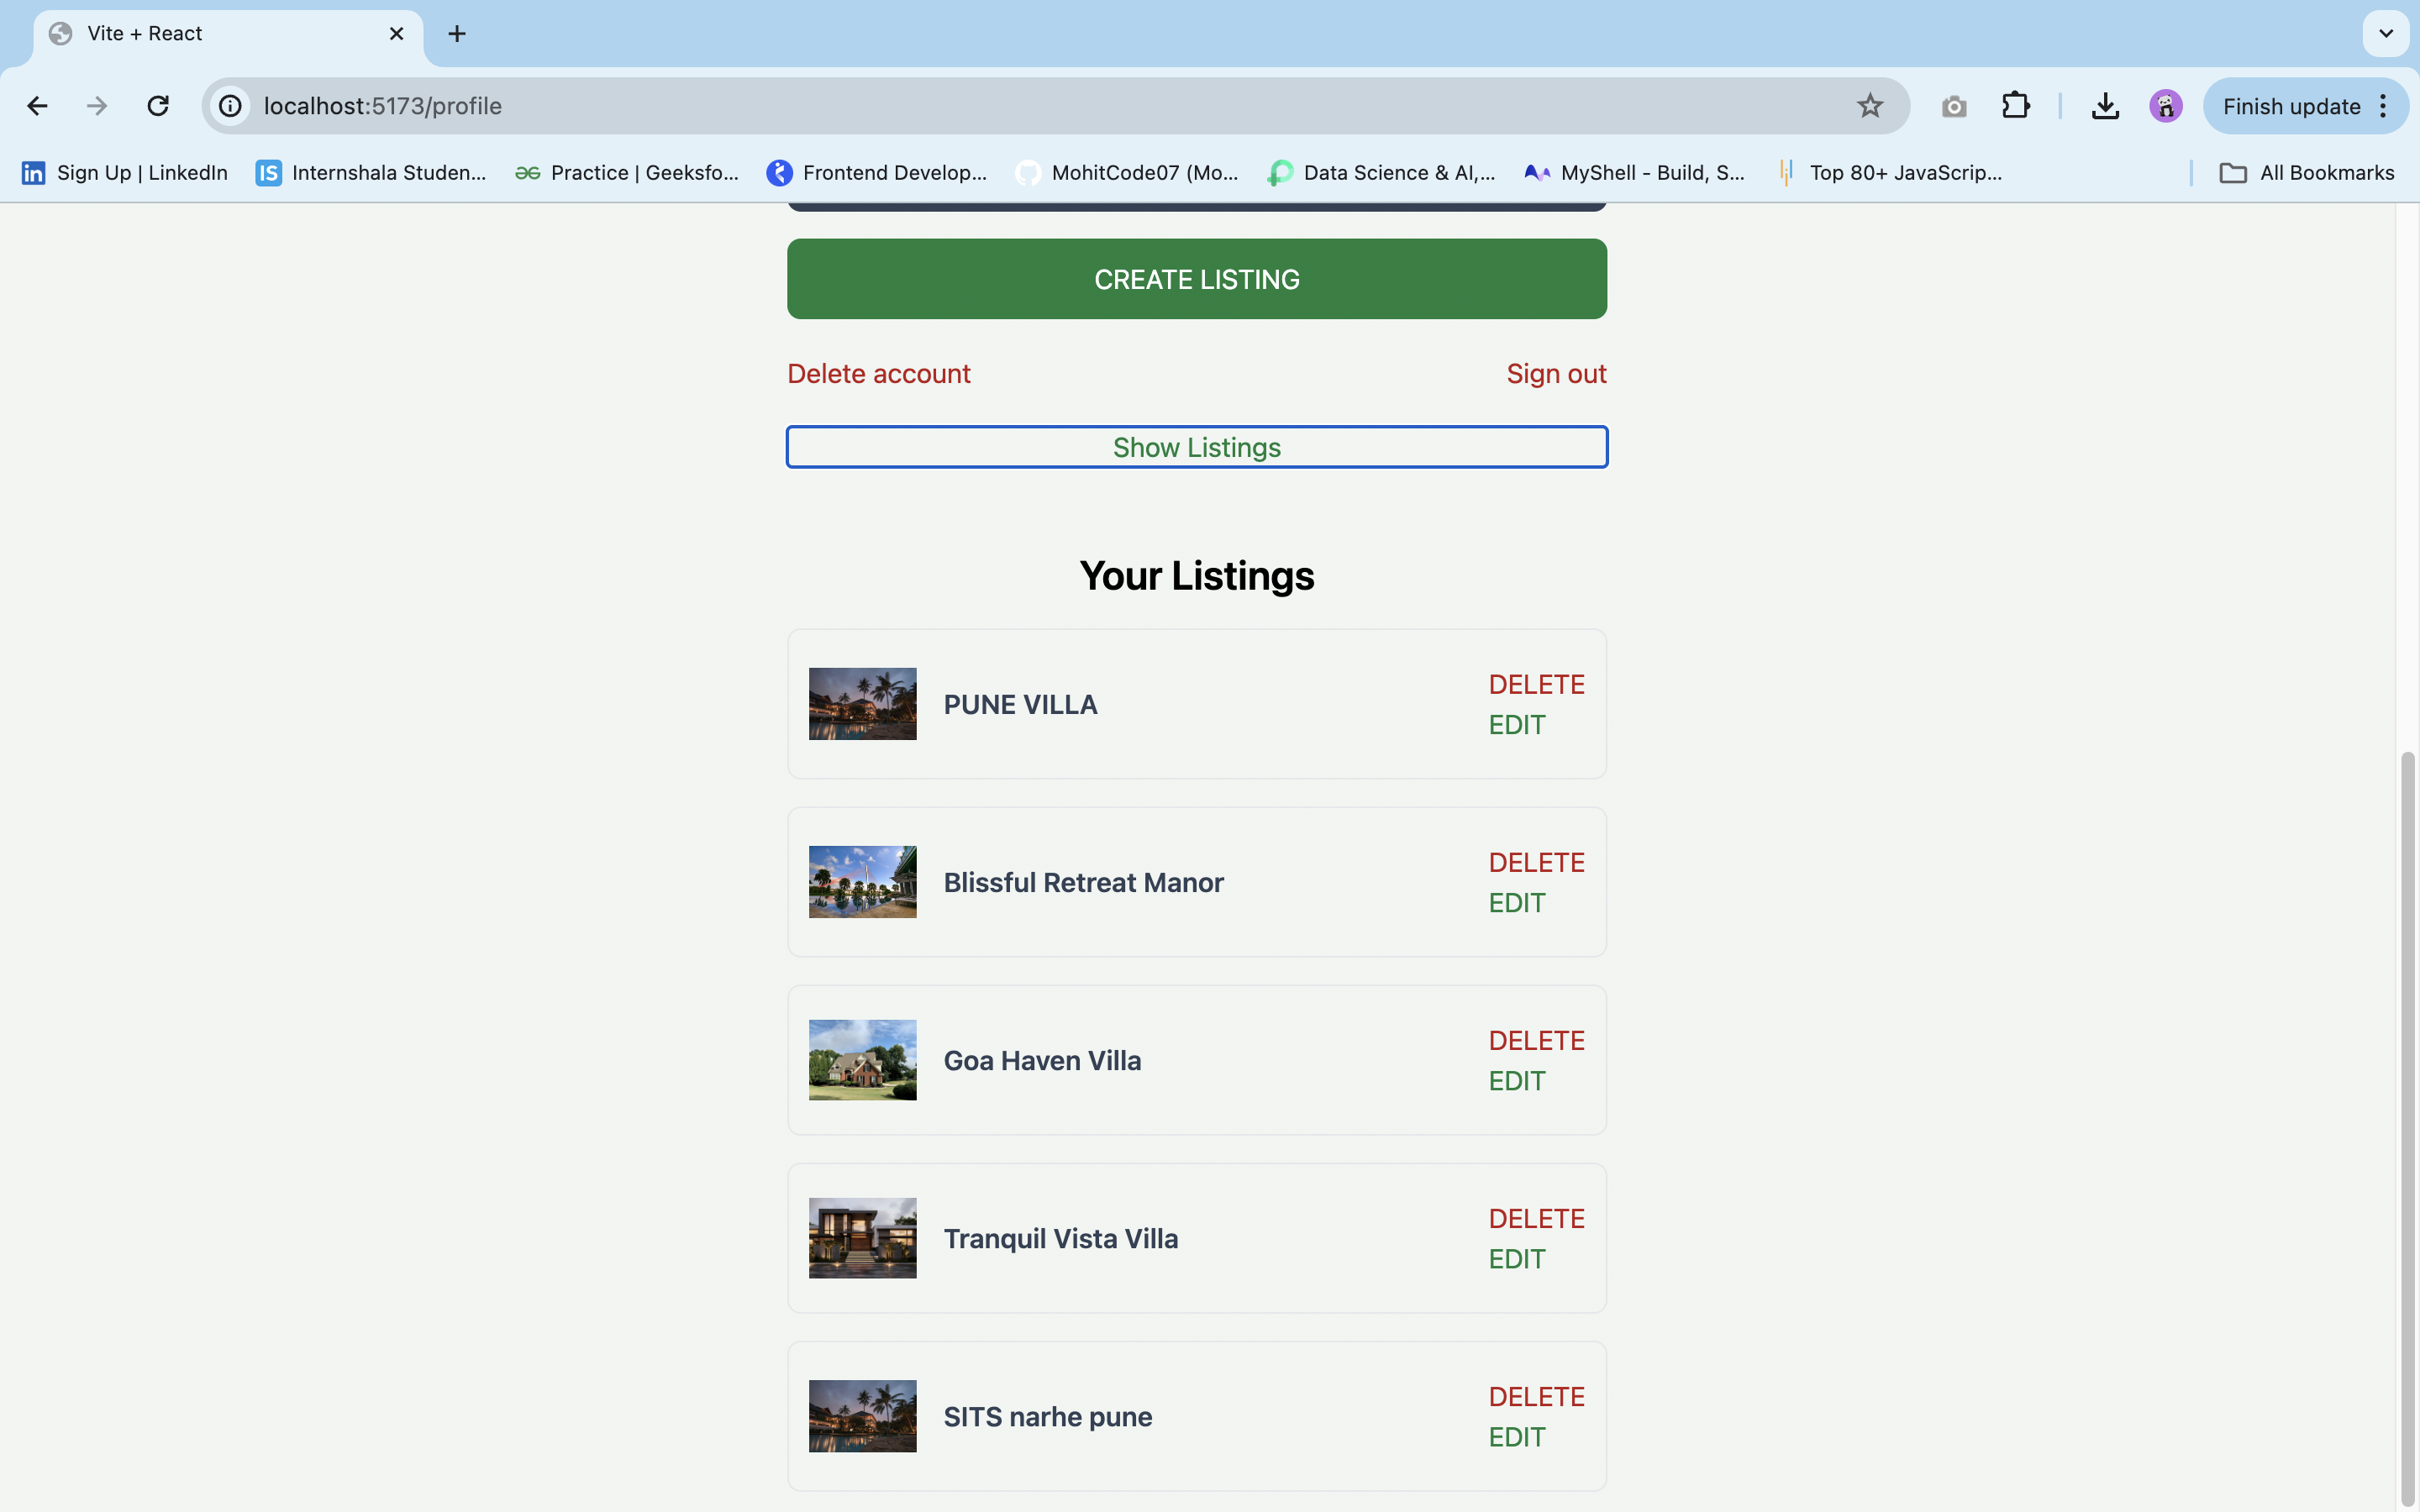 Vite + React
localhost:5173/profile
Finish update
Sign Up | LinkedIn
IS Internshala Studen...
Practice | Geeksfo...
Frontend Develop...
MohitCode07 (Mo...
Data Science & AI,...
MyShell - Build, S...
Top 80+ JavaScrip...
All Bookmarks
CREATE LISTING
Delete account
Sign out
Show Listings
Your Listings
PUNE VILLA
DELETE
EDIT
Blissful Retreat Manor
DELETE
EDIT
Goa Haven Villa
DELETE
EDIT
Tranquil Vista Villa
DELETE
EDIT
SITS narhe pune
DELETE
EDIT